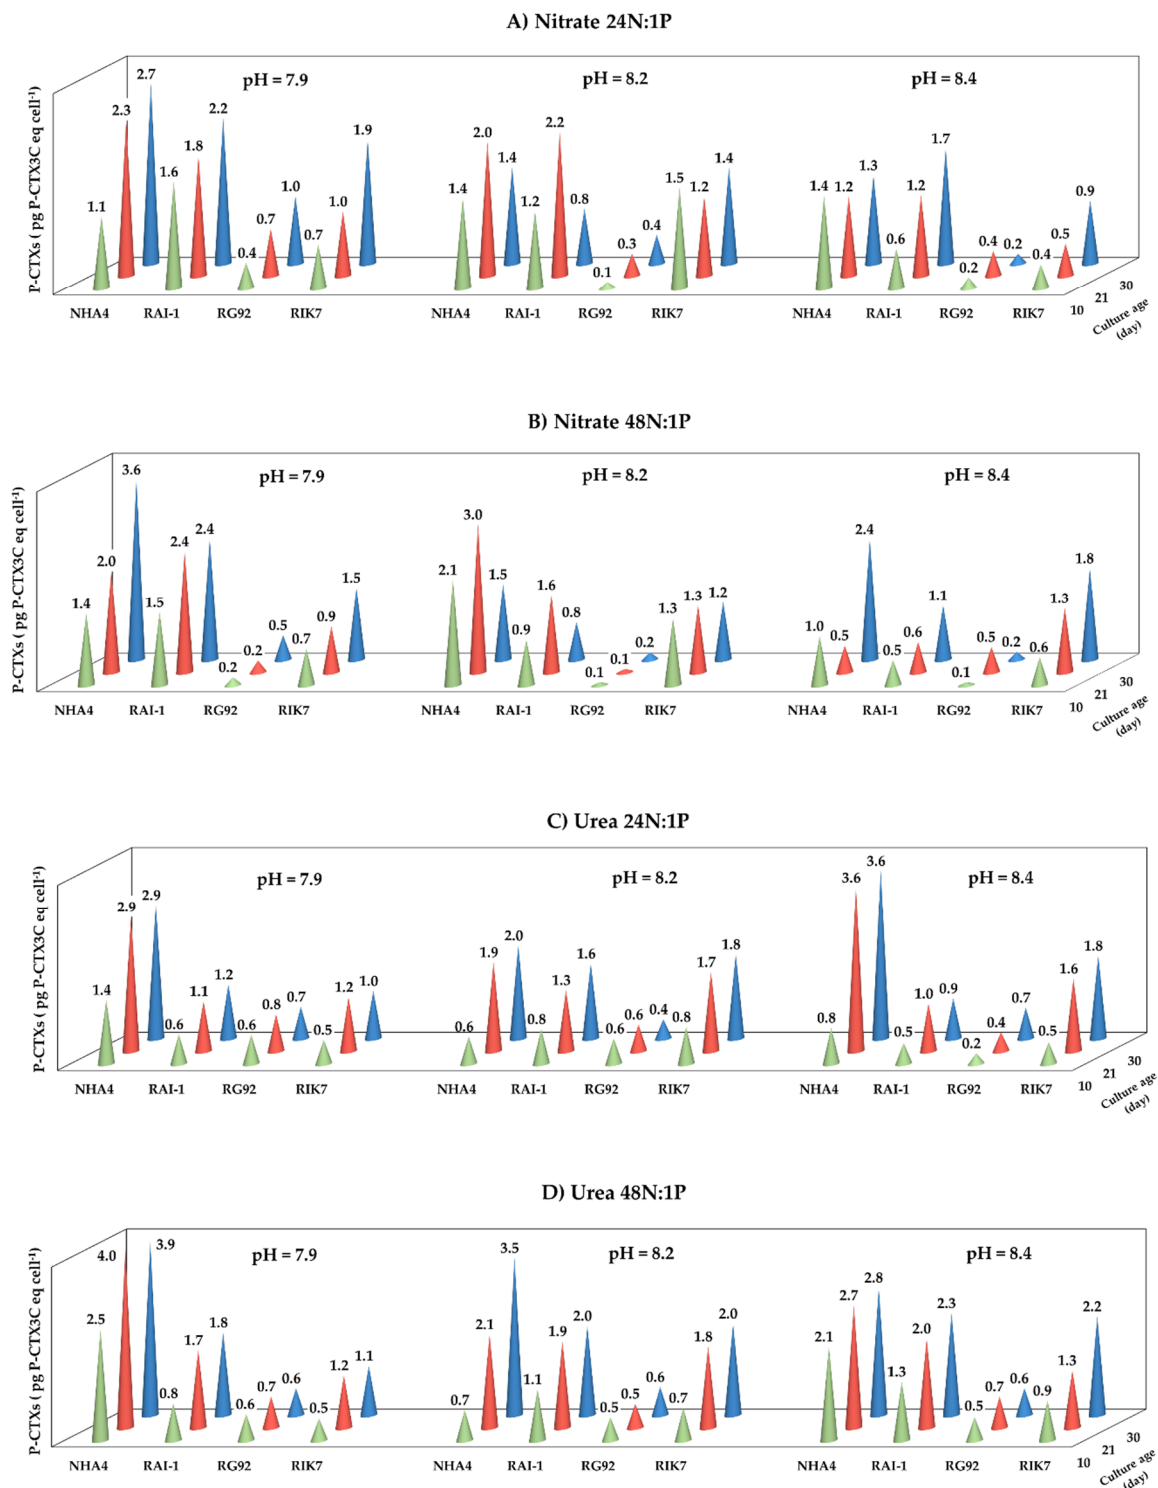 A) Nitrate 24N:1P
P-CTXs ( pg P-CTX3C eq cell⁻¹)
pH = 7.9 pH = 8.2 pH = 8.4
1.1 2.3 2.7 1.6 1.8 2.2 0.4 0.7 1.0 0.7 1.0 1.9
1.4 2.0 1.4 1.2 2.2 0.8 0.1 0.3 0.4 1.5 1.2 1.4
1.4 1.2 1.3 0.6 1.2 1.7 0.2 0.4 0.2 0.4 0.5 0.9
NHA4 RAI-1 RG92 RIK7 NHA4 RAI-1 RG92 RIK7 NHA4 RAI-1 RG92 RIK7
10 21 30
Culture age
(day)
B) Nitrate 48N:1P
P-CTXs ( pg P-CTX3C eq cell⁻¹)
pH = 7.9 pH = 8.2 pH = 8.4
1.4 2.0 3.6 1.5 2.4 2.4 0.2 0.2 0.5 0.7 0.9 1.5
2.1 3.0 1.5 0.9 1.6 0.8 0.1 0.1 0.2 1.3 1.3 1.2
1.0 0.5 2.4 0.5 0.6 1.1 0.1 0.5 0.2 0.6 1.3 1.8
NHA4 RAI-1 RG92 RIK7 NHA4 RAI-1 RG92 RIK7 NHA4 RAI-1 RG92 RIK7
10 21 30
Culture age
(day)
C) Urea 24N:1P
P-CTXs ( pg P-CTX3C eq cell⁻¹)
pH = 7.9 pH = 8.2 pH = 8.4
1.4 2.9 2.9 0.6 1.1 1.2 0.6 0.8 0.7 0.5 1.2 1.0
0.6 1.9 2.0 0.8 1.3 1.6 0.6 0.6 0.4 0.8 1.7 1.8
0.8 3.6 3.6 0.5 1.0 0.9 0.2 0.4 0.7 0.5 1.6 1.8
NHA4 RAI-1 RG92 RIK7 NHA4 RAI-1 RG92 RIK7 NHA4 RAI-1 RG92 RIK7
10 21 30
Culture age
(day)
D) Urea 48N:1P
P-CTXs ( pg P-CTX3C eq cell⁻¹)
pH = 7.9 pH = 8.2 pH = 8.4
2.5 4.0 3.9 0.8 1.7 1.8 0.6 0.7 0.6 0.5 1.2 1.1
0.7 2.1 3.5 1.1 1.9 2.0 0.5 0.5 0.6 0.7 1.8 2.0
2.1 2.7 2.8 1.3 2.0 2.3 0.5 0.7 0.6 0.9 1.3 2.2
NHA4 RAI-1 RG92 RIK7 NHA4 RAI-1 RG92 RIK7 NHA4 RAI-1 RG92 RIK7
10 21 30
Culture age
(day)